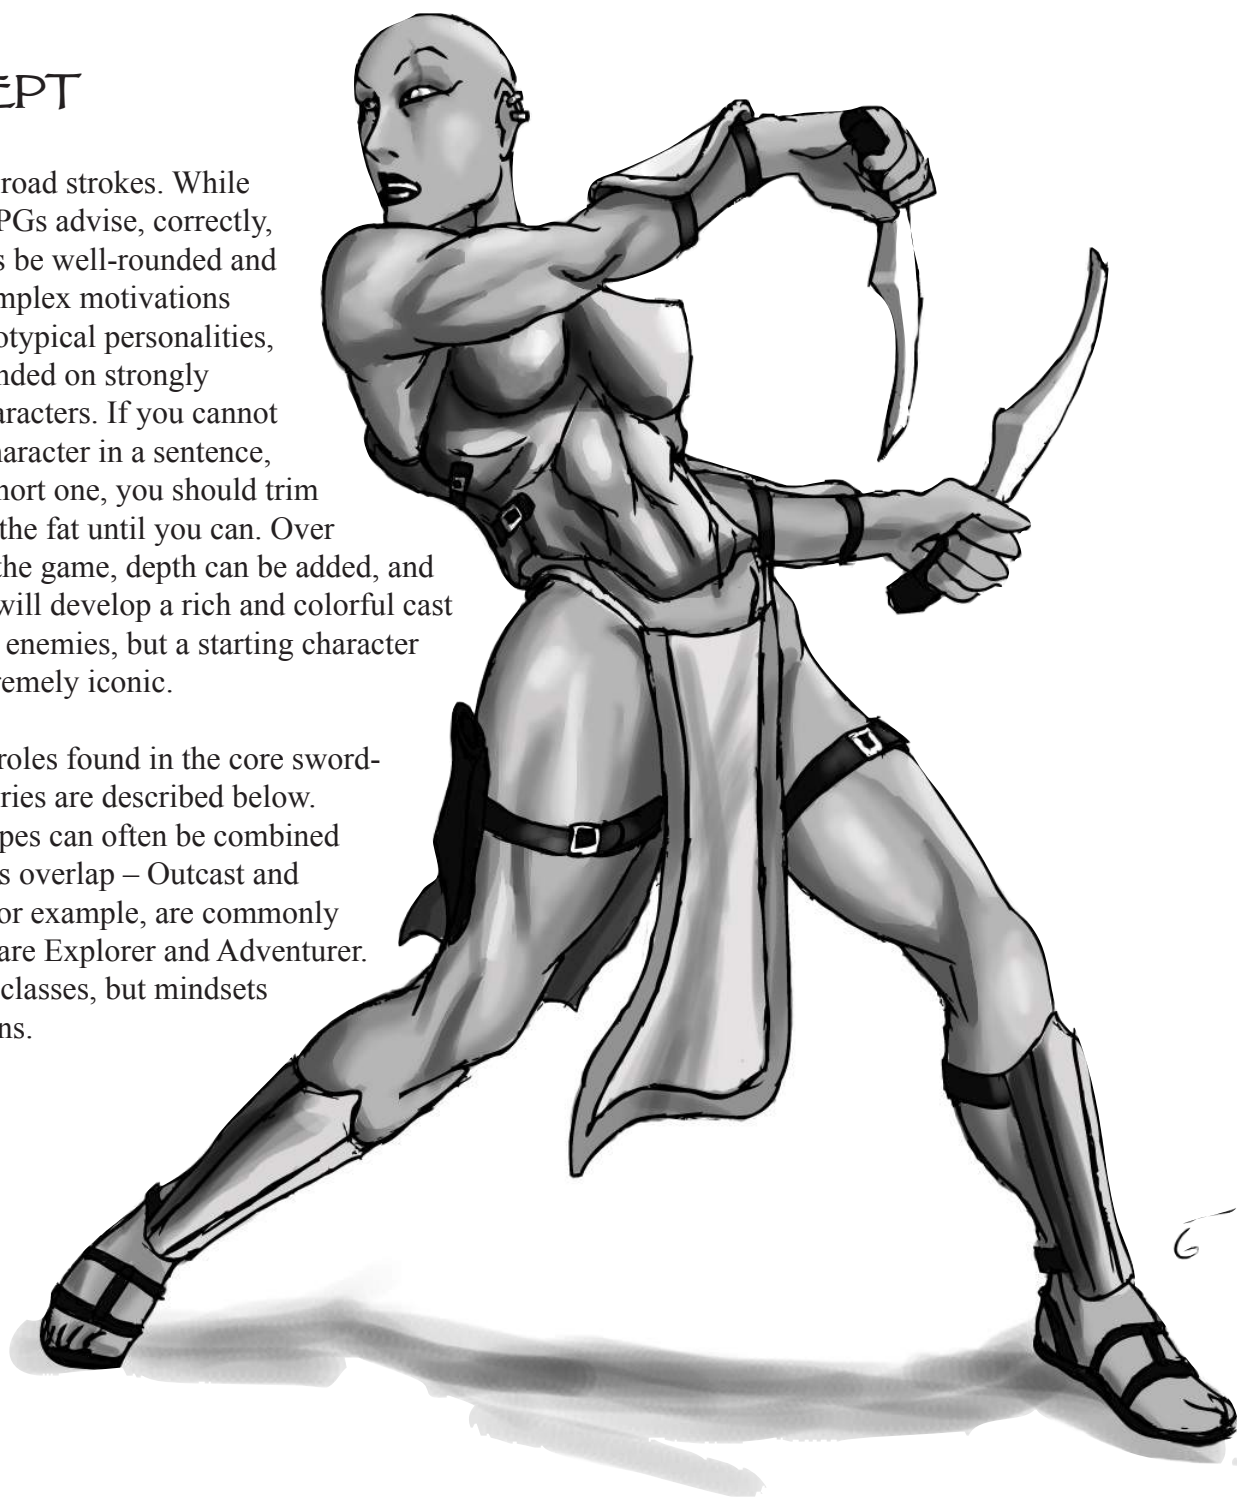 EPT
road strokes. While
PGs advise, correctly,
s be well-rounded and
mplex motivations
otypical personalities,
nded on strongly
aracters. If you cannot
haracter in a sentence,
hort one, you should trim
the fat until you can. Over
the game, depth can be added, and
will develop a rich and colorful cast
enemies, but a starting character
remely iconic.
roles found in the core sword-
ries are described below.
pes can often be combined
s overlap – Outcast and
or example, are commonly
are Explorer and Adventurer.
classes, but mindsets
ns.